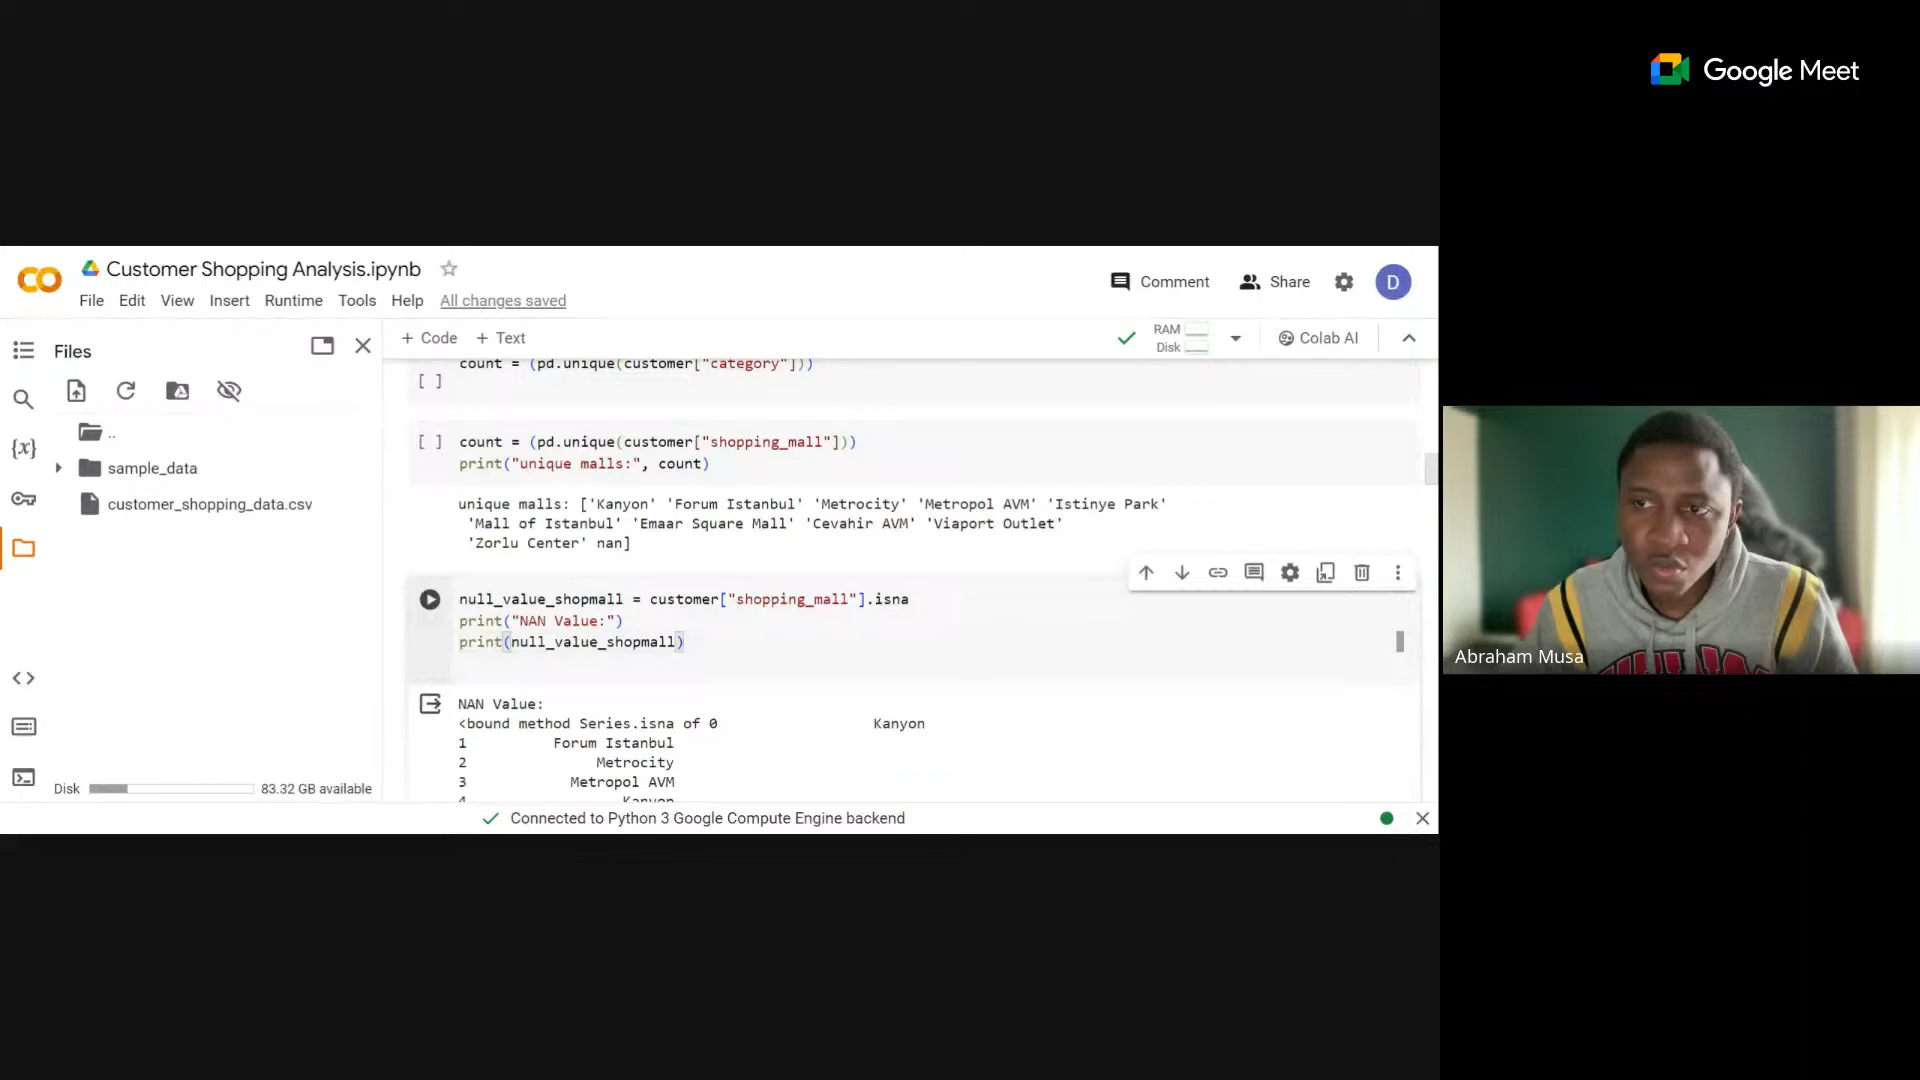 Google Meet
CO
Customer Shopping Analysis.ipynb
File Edit View Insert Runtime Tools Help All changes saved
Comment
Share
D
Files
+ Code + Text
RAM
Disk
Colab AI
{x}
..
sample_data
customer_shopping_data.csv
<>
Disk 83.32 GB available
count = (pd.unique(customer["category"]))
[ ]
[ ] count = (pd.unique(customer["shopping_mall"]))
print("unique malls:", count)
unique malls: ['Kanyon' 'Forum Istanbul' 'Metrocity' 'Metropol AVM' 'Istinye Park'
'Mall of Istanbul' 'Emaar Square Mall' 'Cevahir AVM' 'Viaport Outlet'
'Zorlu Center' nan]
null_value_shopmall = customer["shopping_mall"].isna
print("NAN Value:")
print(null_value_shopmall)
NAN Value:
<bound method Series.isna of 0 Kanyon
1 Forum Istanbul
2 Metrocity
3 Metropol AVM
4 Kanyon
Connected to Python 3 Google Compute Engine backend
Abraham Musa